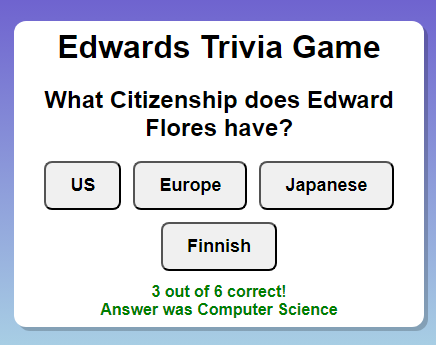 Edwards Trivia Game
What Citizenship does Edward
Flores have?
US
Europe
Japanese
Finnish
3 out of 6 correct!
Answer was Computer Science